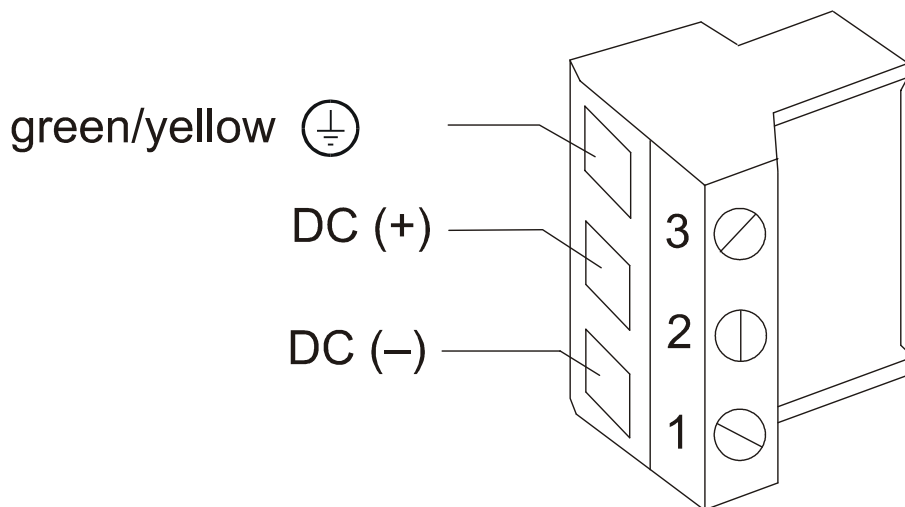 green/yellow
3
DC (+)
2
DC (–)
1